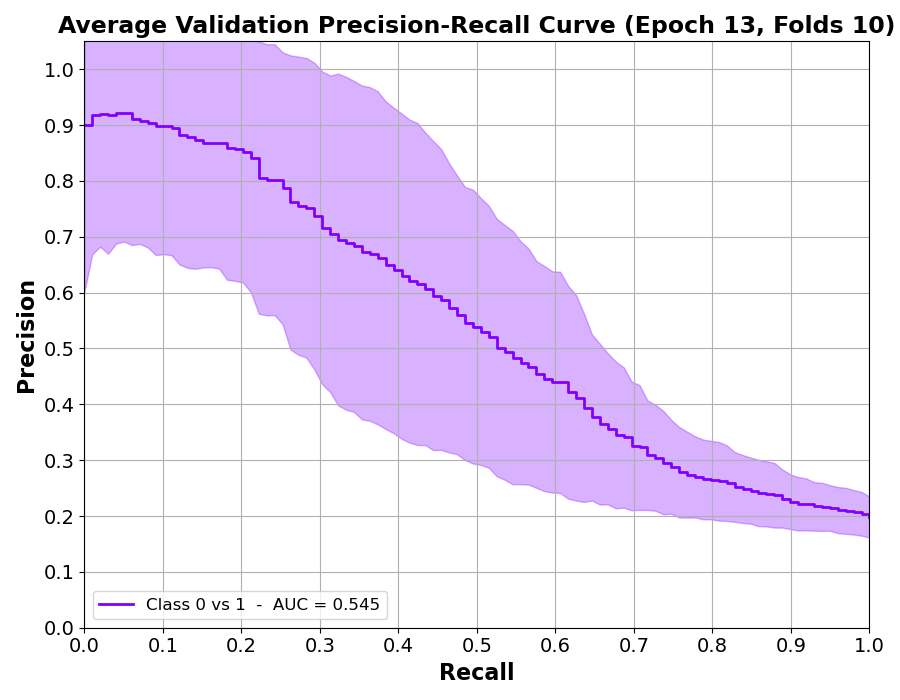 Average Validation Precision-Recall Curve (Epoch 13, Folds 10)
1.0
0.9
0.8
0.7
0.6
0.5
0.4
0.3
0.2
0.1
0.0
Precision
Class 0 vs 1 - AUC = 0.545
0.0 0.1 0.2 0.3 0.4 0.5 0.6 0.7 0.8 0.9 1.0
Recall